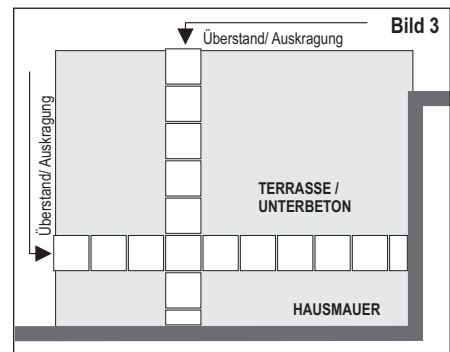 Bild 3
Überstand/ Auskragung
Überstand/ Auskragung
TERRASSE /
UNTERBETON
HAUSMAUER